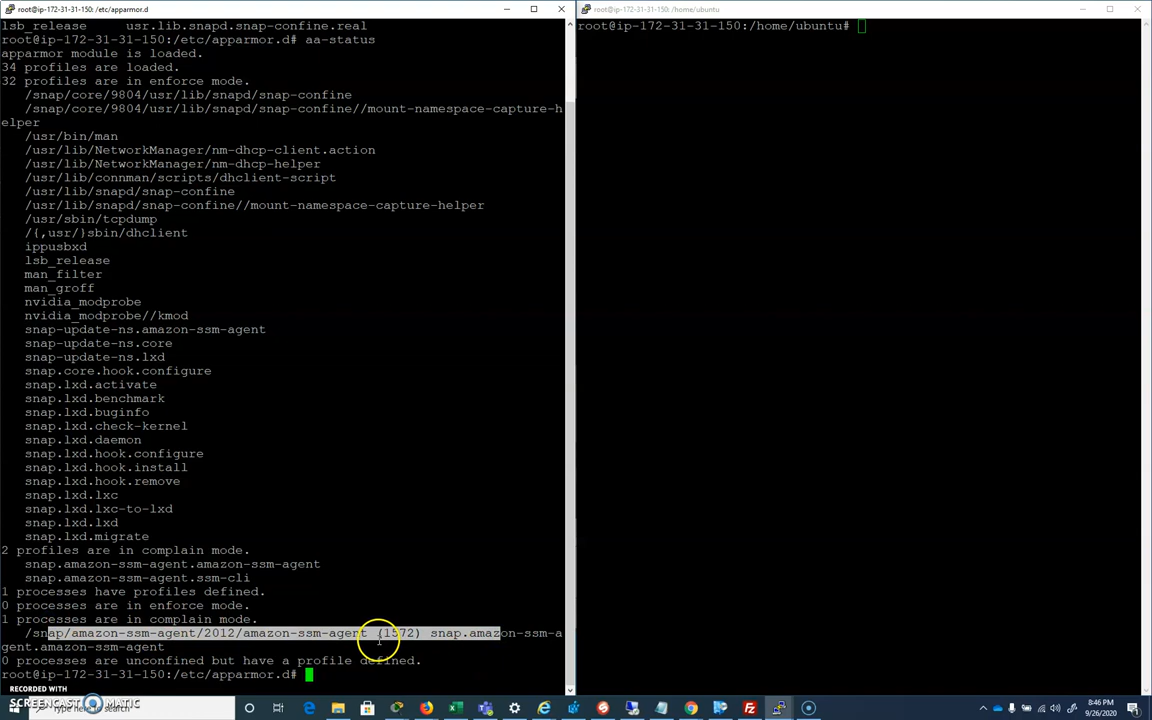 root@ip-172-31-31-150: /etc/apparmor.d
lsb_release usr.lib.snapd.snap-confine.real
root@ip-172-31-31-150:/etc/apparmor.d# aa-status
apparmor module is loaded.
34 profiles are loaded.
32 profiles are in enforce mode.
/snap/core/9804/usr/lib/snapd/snap-confine
/snap/core/9804/usr/lib/snapd/snap-confine//mount-namespace-capture-h
elper
/usr/bin/man
/usr/lib/NetworkManager/nm-dhcp-client.action
/usr/lib/NetworkManager/nm-dhcp-helper
/usr/lib/connman/scripts/dhclient-script
/usr/lib/snapd/snap-confine
/usr/lib/snapd/snap-confine//mount-namespace-capture-helper
/usr/sbin/tcpdump
/{,usr/}sbin/dhclient
ippusbxd
lsb_release
man_filter
man_groff
nvidia_modprobe
nvidia_modprobe//kmod
snap-update-ns.amazon-ssm-agent
snap-update-ns.core
snap-update-ns.lxd
snap.core.hook.configure
snap.lxd.activate
snap.lxd.benchmark
snap.lxd.buginfo
snap.lxd.check-kernel
snap.lxd.daemon
snap.lxd.hook.configure
snap.lxd.hook.install
snap.lxd.hook.remove
snap.lxd.lxc
snap.lxd.lxc-to-lxd
snap.lxd.lxd
snap.lxd.migrate
2 profiles are in complain mode.
snap.amazon-ssm-agent.amazon-ssm-agent
snap.amazon-ssm-agent.ssm-cli
1 processes have profiles defined.
0 processes are in enforce mode.
1 processes are in complain mode.
/snap/amazon-ssm-agent/2012/amazon-ssm-agent (1572) snap.amazon-ssm-a
gent.amazon-ssm-agent
0 processes are unconfined but have a profile defined.
root@ip-172-31-31-150:/etc/apparmor.d#
root@ip-172-31-31-150: /home/ubuntu
root@ip-172-31-31-150:/home/ubuntu#
RECORDED WITH
SCREENCAST MATIC
Type here to search
8:46 PM
9/26/2020